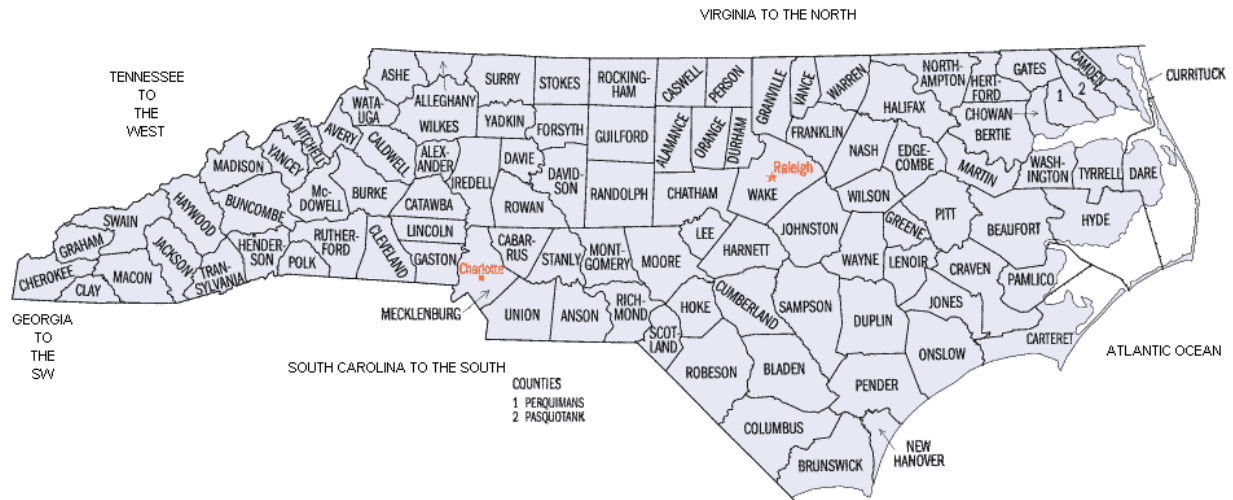 VIRGINIA TO THE NORTH
TENNESSEE
TO
THE
WEST
ASHE
ALLEGHANY
SURRY
STOKES
ROCKING-
HAM
CASWELL
PERSON
GRANVILLE
VANCE
WARREN
NORTH-
AMPTON
HERT-
FORD
GATES
CAMDEN
CURRITUCK
WATA-
UGA
WILKES
YADKIN
FORSYTH
GUILFORD
ALAMANCE
ORANGE
DURHAM
FRANKLIN
HALIFAX
CHOWAN
1
2
BERTIE
MITCHELL
AVERY
CALDWELL
ALEX-
ANDER
DAVIE
IREDELL
DAVID-
SON
RANDOLPH
CHATHAM
Raleigh
WAKE
NASH
EDGE-
COMBE
MARTIN
WASH-
INGTON
TYRRELL
DARE
MADISON
YANCEY
Mc-
DOWELL
BURKE
CATAWBA
ROWAN
WILSON
PITT
BEAUFORT
HYDE
SWAIN
HAYWOOD
BUNCOMBE
RUTHER-
FORD
CLEVELAND
LINCOLN
CABAR-
RUS
STANLY
MONT-
GOMERY
MOORE
LEE
HARNETT
JOHNSTON
GREENE
WAYNE
LENOIR
CRAVEN
PAMLICO
GRAHAM
CHEROKEE
CLAY
MACON
JACKSON
TRAN-
SYLVANIA
HENDER-
SON
POLK
GASTON
Charlotte
MECKLENBURG
UNION
ANSON
RICH-
MOND
SCOT-
LAND
HOKE
CUMBERLAND
SAMPSON
DUPLIN
JONES
ONSLOW
CARTERET
GEORGIA
TO
THE
SW
SOUTH CAROLINA TO THE SOUTH
ATLANTIC OCEAN
ROBESON
BLADEN
PENDER
COLUMBUS
BRUNSWICK
NEW
HANOVER
COUNTIES
1 PERQUIMANS
2 PASQUOTANK